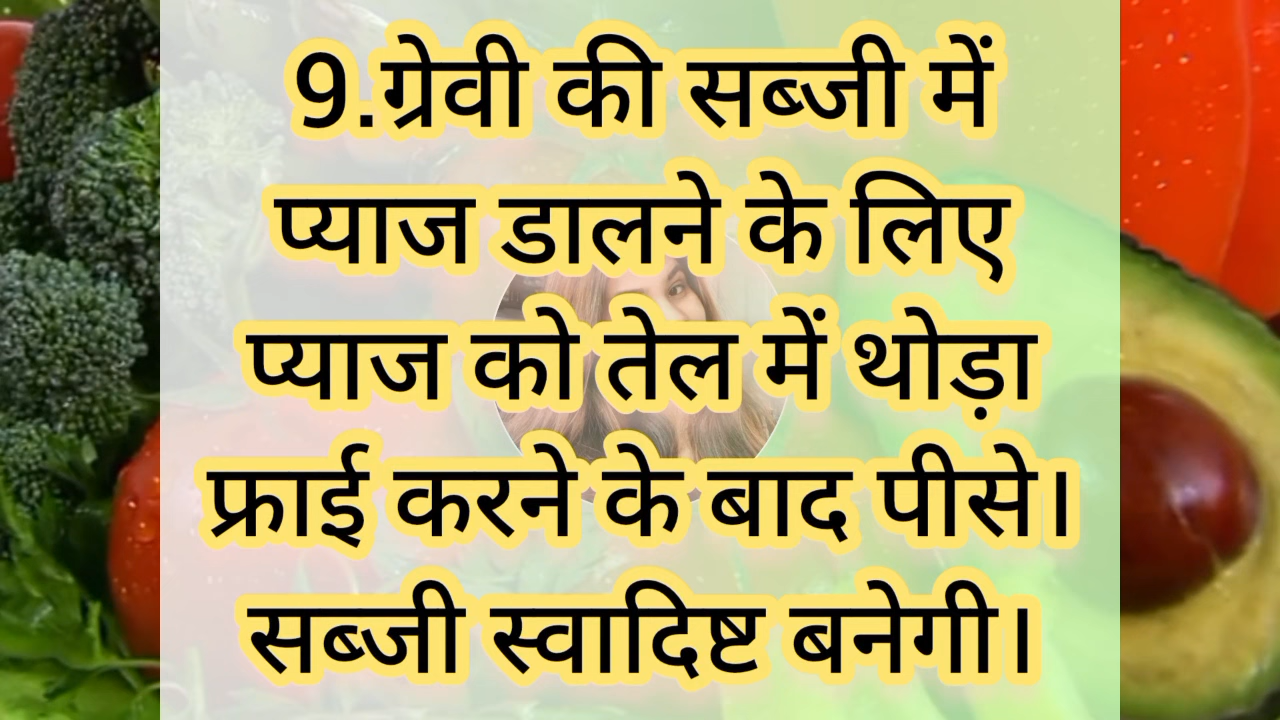 9.ग्रेवी की सब्जी में
प्याज डालने के लिए
प्याज को तेल में थोड़ा
फ्राई करने के बाद पीसे।
सब्जी स्वादिष्ट बनेगी।